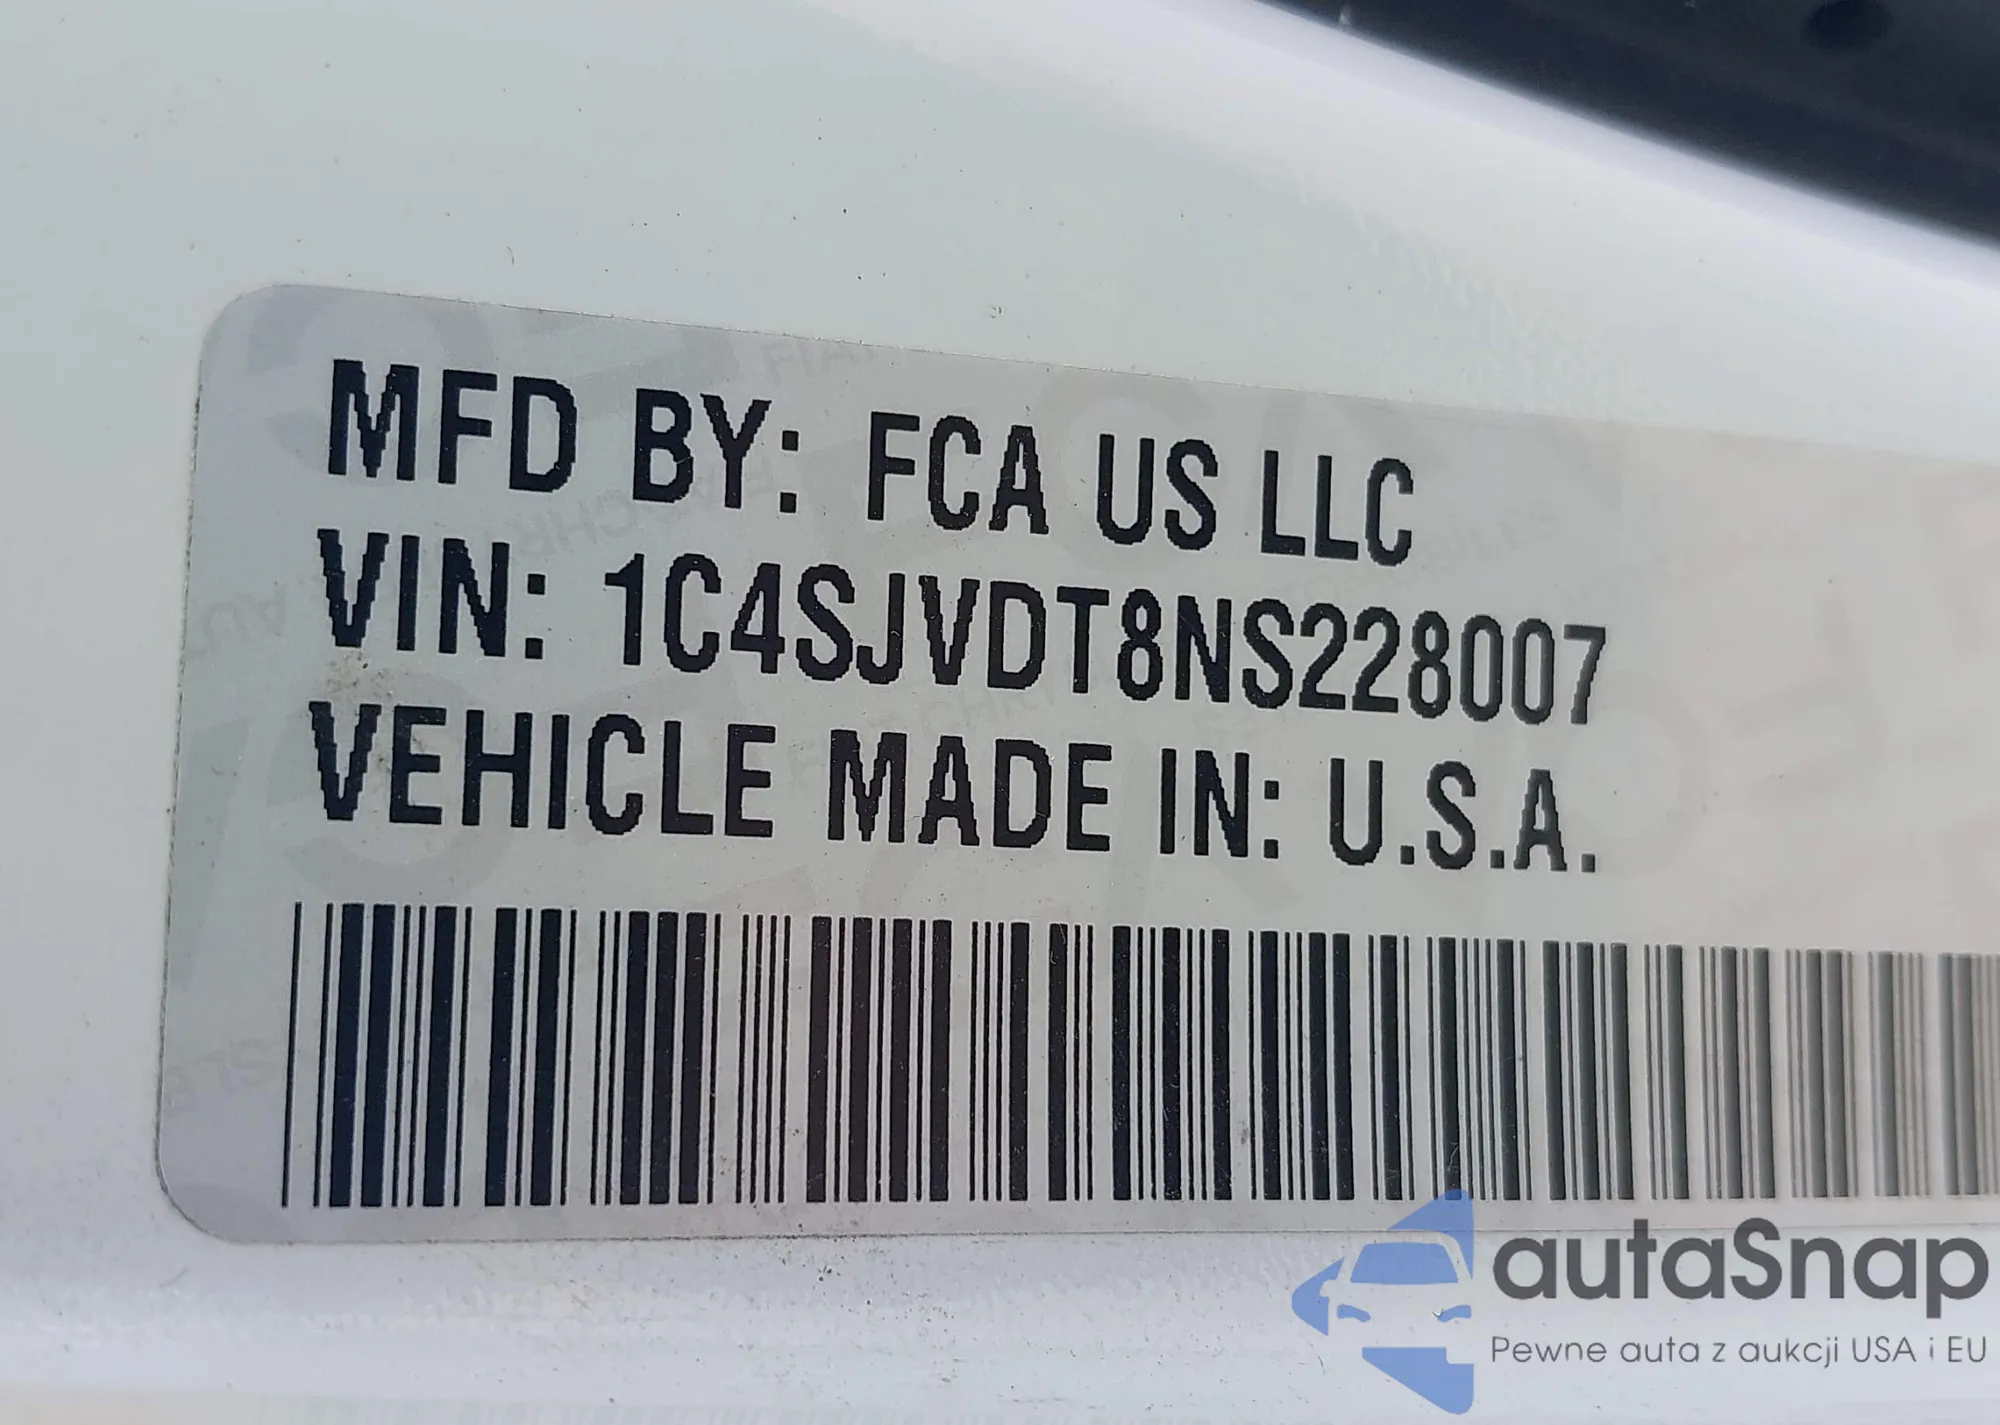 MFD BY: FCA US LLC
VIN: 1C4SJVDT8NS228007
VEHICLE MADE IN: U.S.A.
autaSnap
Pewne auta z aukcji USA i EU